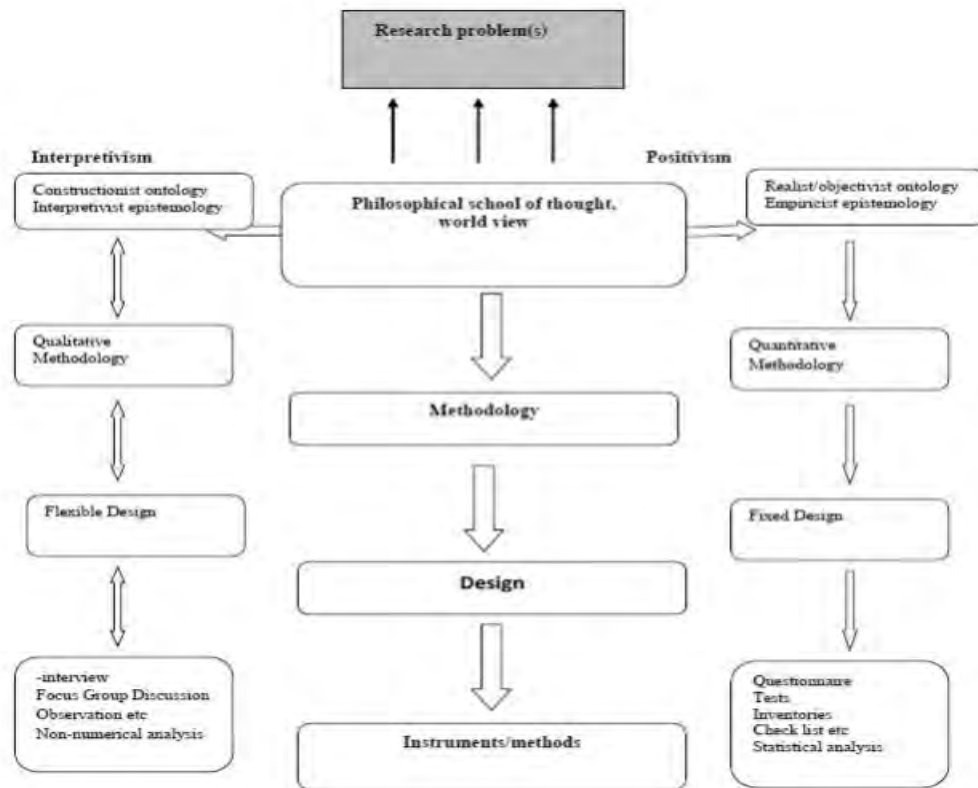 Research problem(s)
Interpretivism
Positivism
Constructionist ontology
Interpretivist epistemology
Philosophical school of thought,
world view
Realist/objectivist ontology
Empiricist epistemology
Qualitative
Methodology
Quantitative
Methodology
Methodology
Flexible Design
Fixed Design
Design
-interview
Focus Group Discussion
Observation etc
Non-numerical analysis
Instruments/methods
Questionnaire
Tests
Inventories
Check list etc
Statistical analysis